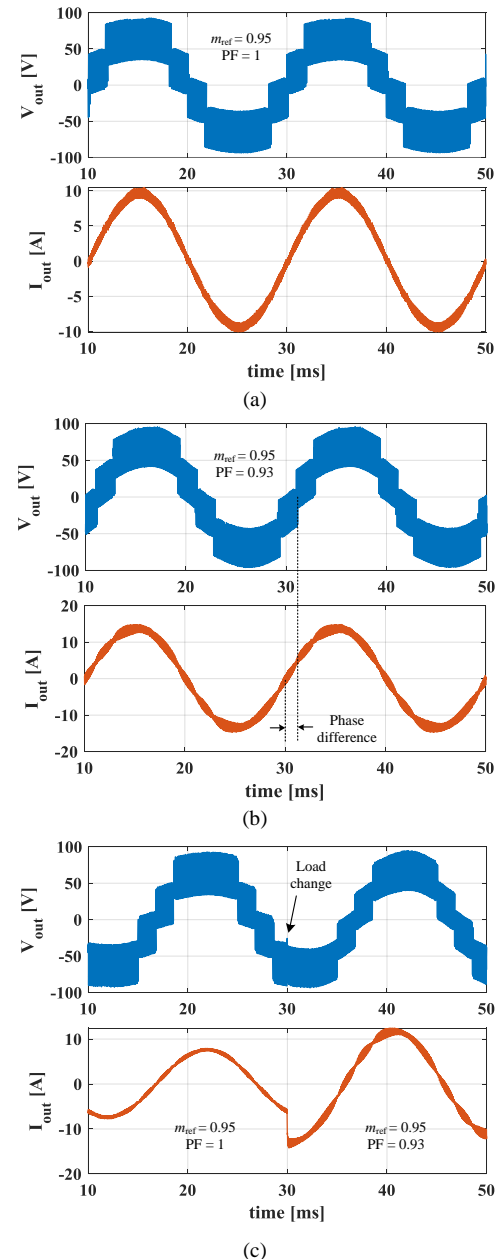 100
50
0
-50
-100
V_out [V]
m_ref = 0.95
PF = 1
10 20 30 40 50
10
5
0
-5
-10
I_out [A]
10 20 30 40 50
time [ms]
(a)
100
50
0
-50
-100
V_out [V]
m_ref = 0.95
PF = 0.93
10 20 30 40 50
20
10
0
-10
-20
I_out [A]
Phase
difference
10 20 30 40 50
time [ms]
(b)
100
50
0
-50
-100
V_out [V]
Load
change
10 20 30 40 50
10
0
-10
-20
I_out [A]
m_ref = 0.95
PF = 1
m_ref = 0.95
PF = 0.93
10 20 30 40 50
time [ms]
(c)